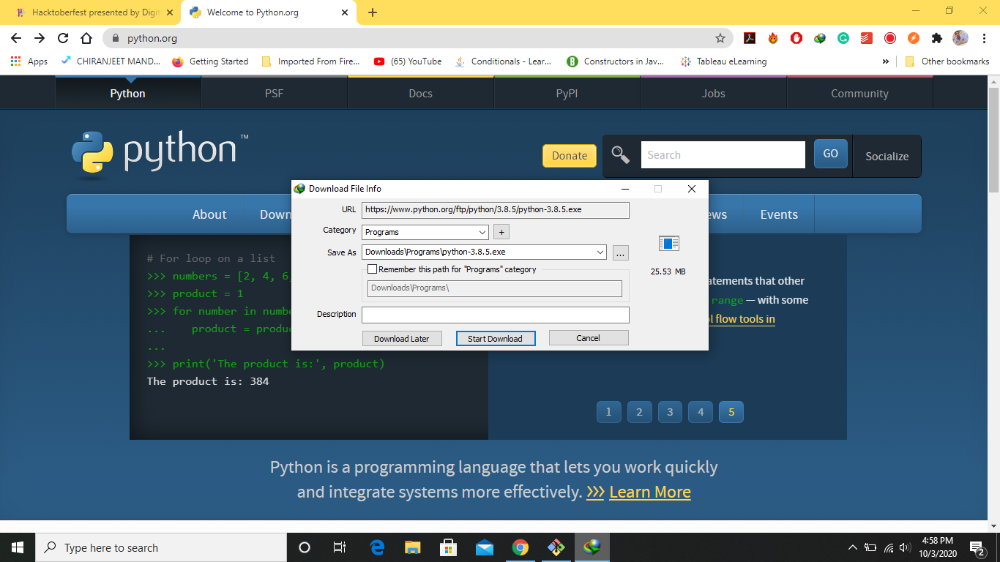 Hacktoberfest presented by Digit
Welcome to Python.org
python.org
Apps
CHIRANJEET MAND...
Getting Started
Imported From Fire...
(65) YouTube
Conditionals - Lear...
Constructors in Jav...
Tableau eLearning
»
Other bookmarks
Python
PSF
Docs
PyPI
Jobs
Community
python™
Donate
Search
GO
Socialize
About
Down
ews
Events
Download File Info
URL
https://www.python.org/ftp/python/3.8.5/python-3.8.5.exe
Category
Programs
+
Save As
Downloads\Programs\python-3.8.5.exe
...
Remember this path for "Programs" category
Downloads\Programs\
25.53 MB
Description
Download Later
Start Download
Cancel
# For loop on a list
>>> numbers = [2, 4, 6,
>>> product = 1
>>> for number in numbe
... product = produc
...
>>> print('The product is:', product)
The product is: 384
atements that other
range — with some
ol flow tools in
1
2
3
4
5
Python is a programming language that lets you work quickly
and integrate systems more effectively. >>> Learn More
Type here to search
4:58 PM
10/3/2020
2